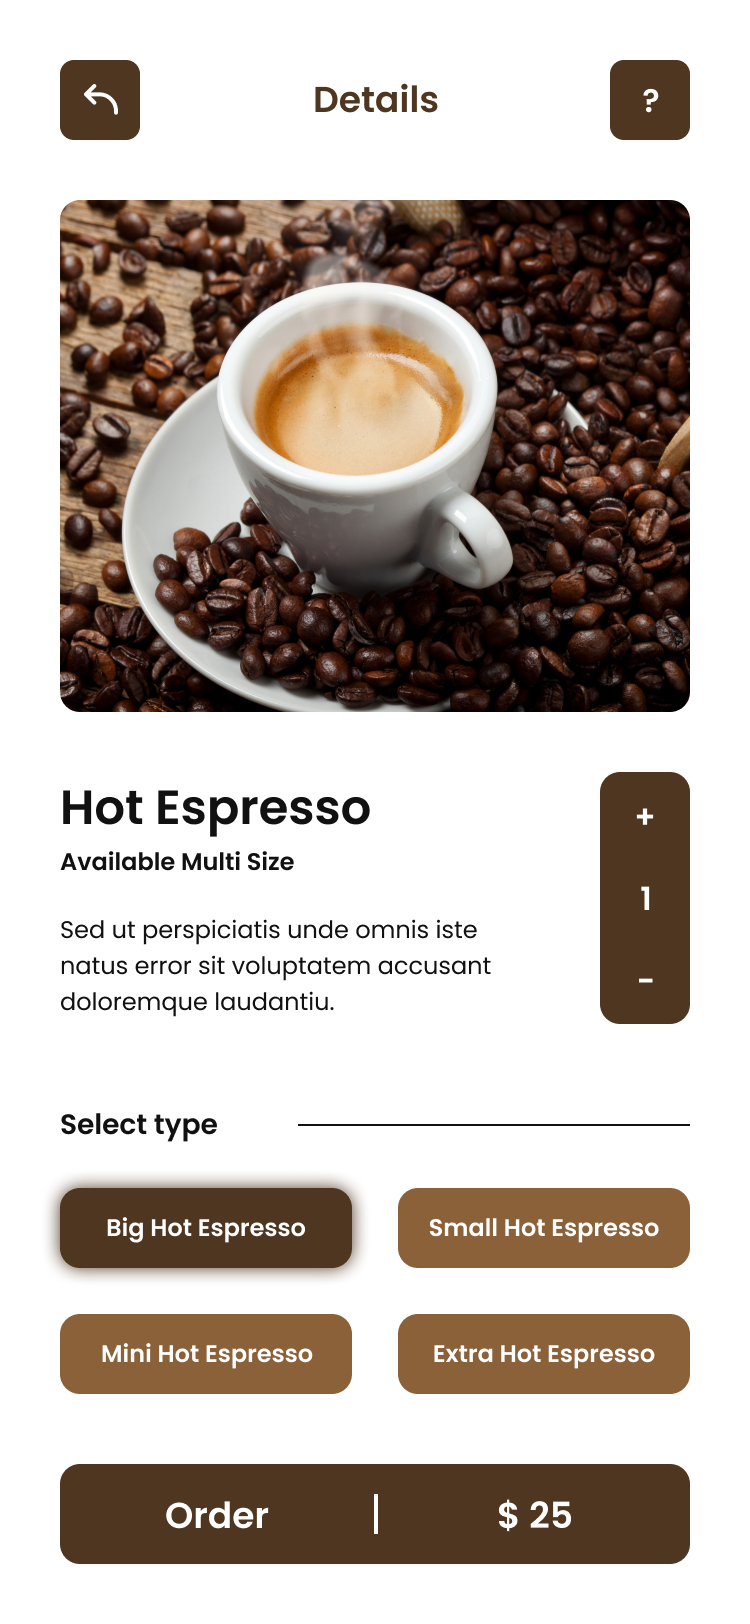 Details
?
Hot Espresso
Available Multi Size
Sed ut perspiciatis unde omnis iste
natus error sit voluptatem accusant
doloremque laudantiu.
+
1
-
Select type
Big Hot Espresso
Small Hot Espresso
Mini Hot Espresso
Extra Hot Espresso
Order | $ 25